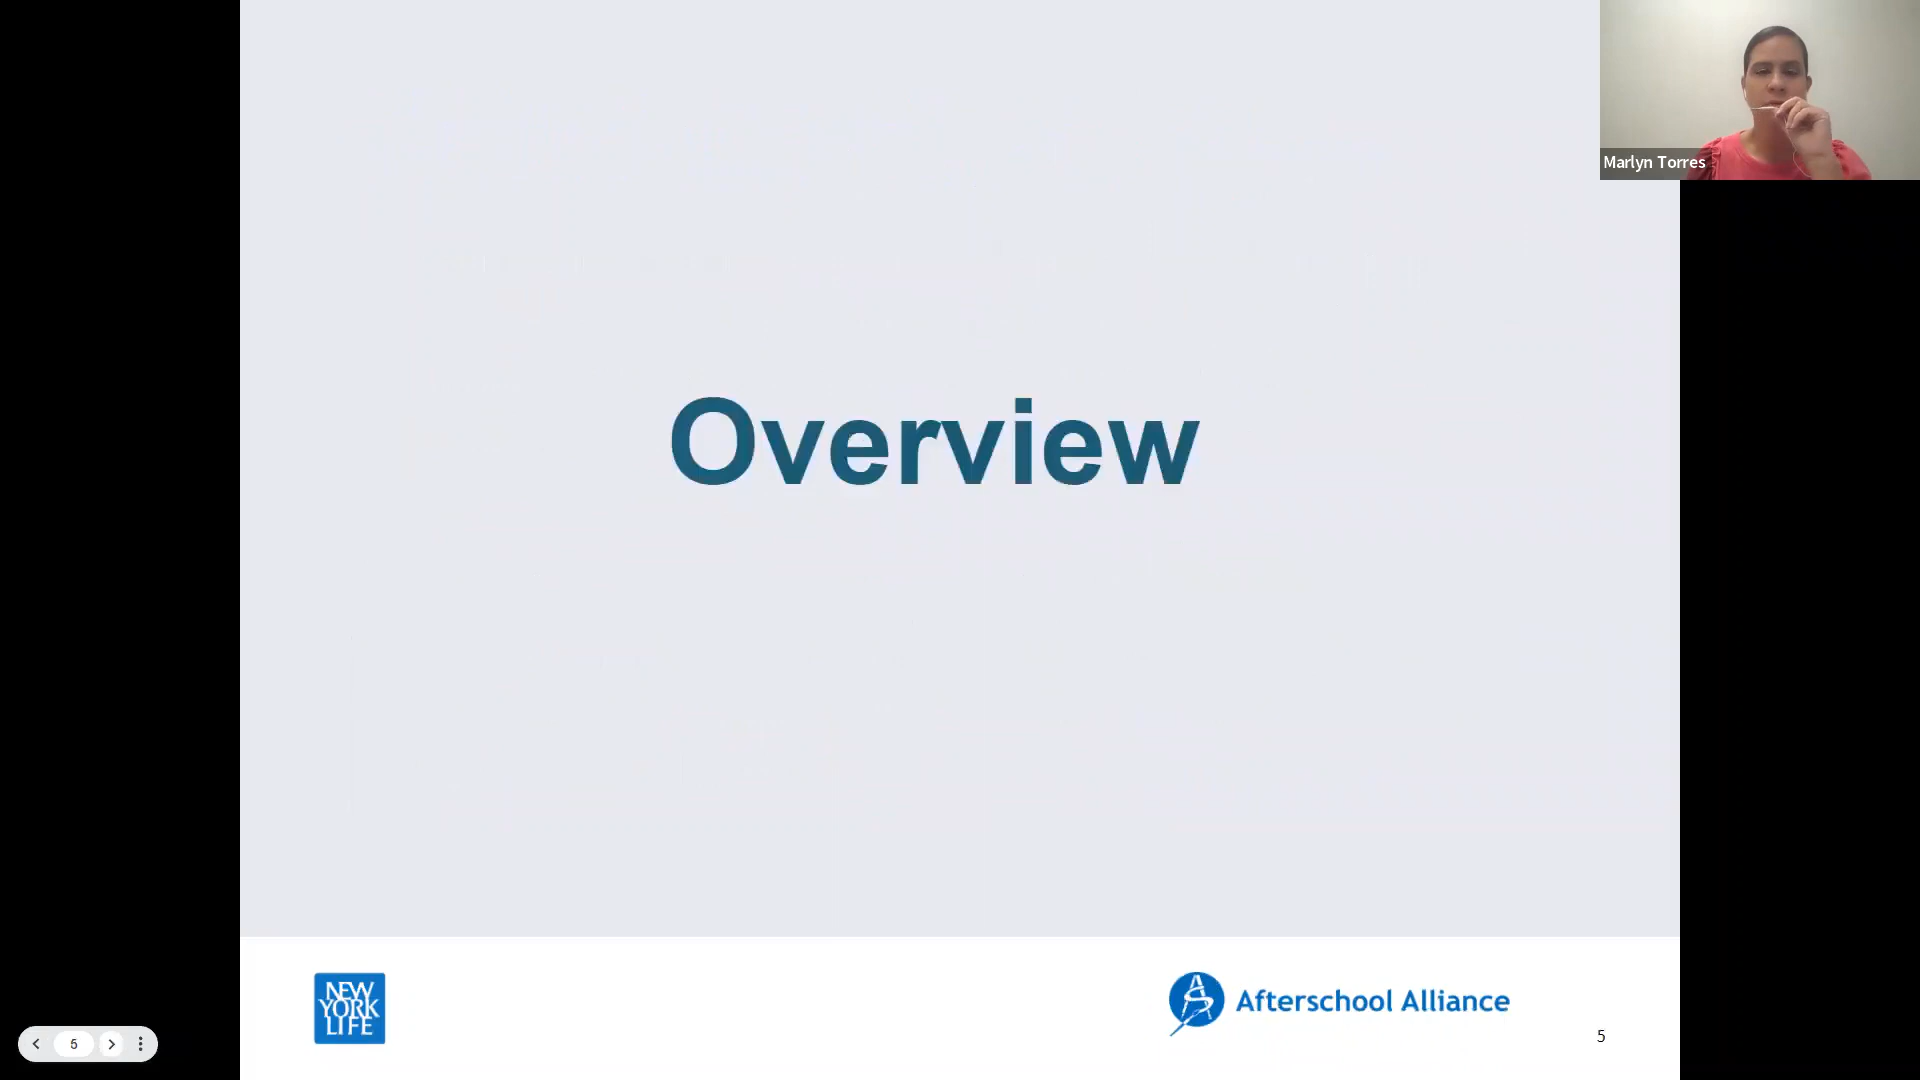 Marlyn Torres
Overview
NEW
YORK
LIFE
Afterschool Alliance
5
5